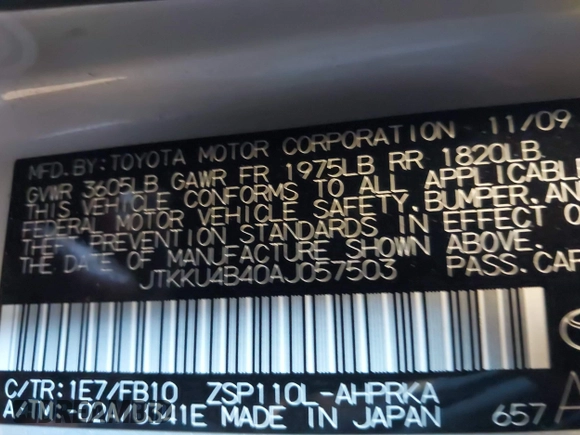 MFD.BY:TOYOTA MOTOR CORPORATION 11/09
GVWR 3605LB GAWR FR 1975LB RR 1820LB
THIS VEHICLE CONFORMS TO ALL APPLICABLE
FEDERAL MOTOR VEHICLE SAFETY, BUMPER, AN
THEFT PREVENTION STANDARDS IN EFFECT O
THE DATE OF MANUFACTURE SHOWN ABOVE.
JTKKU4B40AJ057503 PASS.CAR
C/TR:1E7/FB10 ZSP110L-AHPRKA
A/TM:-02A/U341E MADE IN JAPAN 657